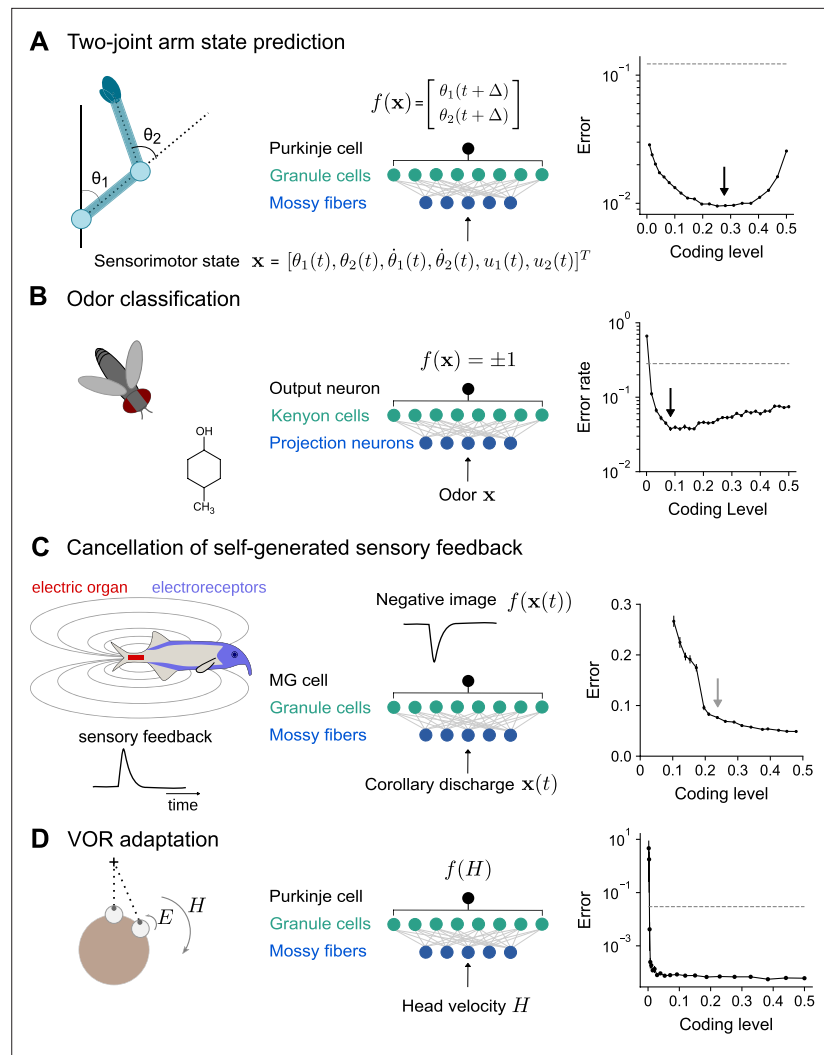 A Two-joint arm state prediction
θ₂
θ₁
f(x) = [θ₁(t + Δ)
θ₂(t + Δ)]
Purkinje cell
Granule cells
Mossy fibers
Sensorimotor state x = [θ₁(t), θ₂(t), θ̇₁(t), θ̇₂(t), u₁(t), u₂(t)]ᵀ
Error
10⁻¹
10⁻²
0.0 0.1 0.2 0.3 0.4 0.5
Coding level
B Odor classification
OH
CH₃
f(x) = ±1
Output neuron
Kenyon cells
Projection neurons
Odor x
Error rate
10⁰
10⁻¹
10⁻²
0 0.1 0.2 0.3 0.4 0.5
Coding Level
C Cancellation of self-generated sensory feedback
electric organ electroreceptors
sensory feedback
time
Negative image f(x(t))
MG cell
Granule cells
Mossy fibers
Corollary discharge x(t)
Error
0.3
0.2
0.1
0.0
0 0.1 0.2 0.3 0.4 0.5
Coding level
D VOR adaptation
E H
f(H)
Purkinje cell
Granule cells
Mossy fibers
Head velocity H
Error
10¹
10⁻¹
10⁻³
0 0.1 0.2 0.3 0.4 0.5
Coding level